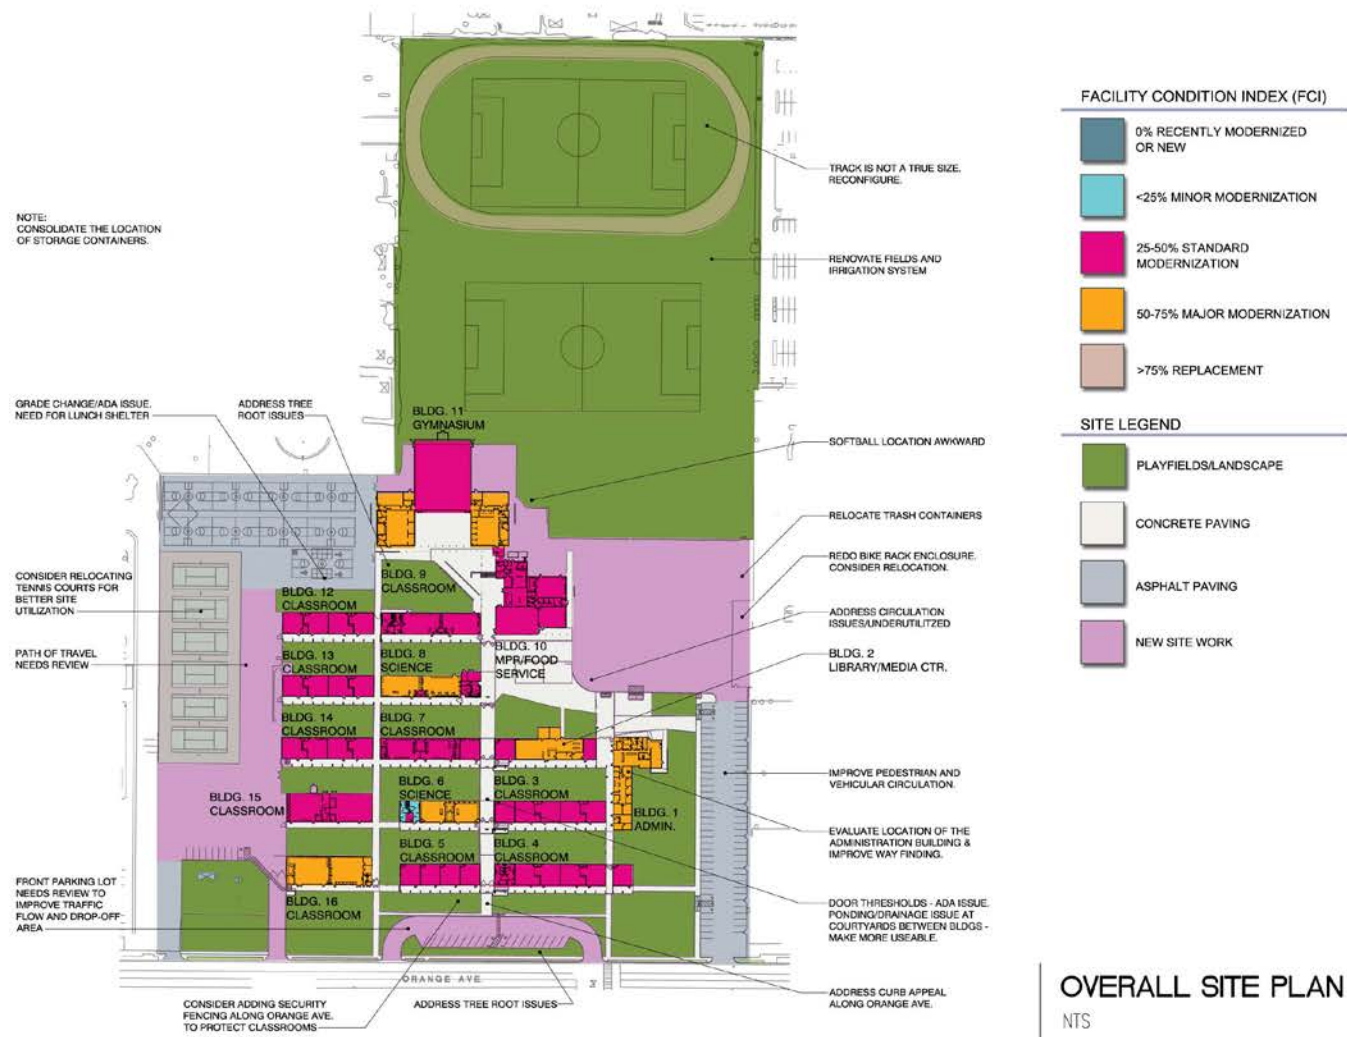 NOTE:
CONSOLIDATE THE LOCATION
OF STORAGE CONTAINERS.
TRACK IS NOT A TRUE SIZE.
RECONFIGURE.
RENOVATE FIELDS AND
IRRIGATION SYSTEM
GRADE CHANGE/ADA ISSUE.
NEED FOR LUNCH SHELTER
ADDRESS TREE
ROOT ISSUES
BLDG. 11
GYMNASIUM
SOFTBALL LOCATION AWKWARD
RELOCATE TRASH CONTAINERS
REDO BIKE RACK ENCLOSURE.
CONSIDER RELOCATION.
CONSIDER RELOCATING
TENNIS COURTS FOR
BETTER SITE
UTILIZATION
BLDG. 9
CLASSROOM
BLDG. 12
CLASSROOM
ADDRESS CIRCULATION
ISSUES/UNDERUTILITZED
PATH OF TRAVEL
NEEDS REVIEW
BLDG. 13
CLASSROOM
BLDG. 8
SCIENCE
BLDG. 10
MPR/FOOD
SERVICE
BLDG. 2
LIBRARY/MEDIA CTR.
BLDG. 14
CLASSROOM
BLDG. 7
CLASSROOM
BLDG. 15
CLASSROOM
BLDG. 6
SCIENCE
BLDG. 3
CLASSROOM
BLDG. 1
ADMIN.
IMPROVE PEDESTRIAN AND
VEHICULAR CIRCULATION.
EVALUATE LOCATION OF THE
ADMINISTRATION BUILDING &
IMPROVE WAY FINDING.
BLDG. 5
CLASSROOM
BLDG. 4
CLASSROOM
FRONT PARKING LOT
NEEDS REVIEW TO
IMPROVE TRAFFIC
FLOW AND DROP-OFF
AREA
BLDG. 16
CLASSROOM
DOOR THRESHOLDS - ADA ISSUE.
PONDING/DRAINAGE ISSUE AT
COURTYARDS BETWEEN BLDGS -
MAKE MORE USEABLE.
ORANGE AVE.
CONSIDER ADDING SECURITY
FENCING ALONG ORANGE AVE.
TO PROTECT CLASSROOMS
ADDRESS TREE ROOT ISSUES
ADDRESS CURB APPEAL
ALONG ORANGE AVE.
FACILITY CONDITION INDEX (FCI)
0% RECENTLY MODERNIZED
OR NEW
<25% MINOR MODERNIZATION
25-50% STANDARD
MODERNIZATION
50-75% MAJOR MODERNIZATION
>75% REPLACEMENT
SITE LEGEND
PLAYFIELDS/LANDSCAPE
CONCRETE PAVING
ASPHALT PAVING
NEW SITE WORK
OVERALL SITE PLAN
NTS